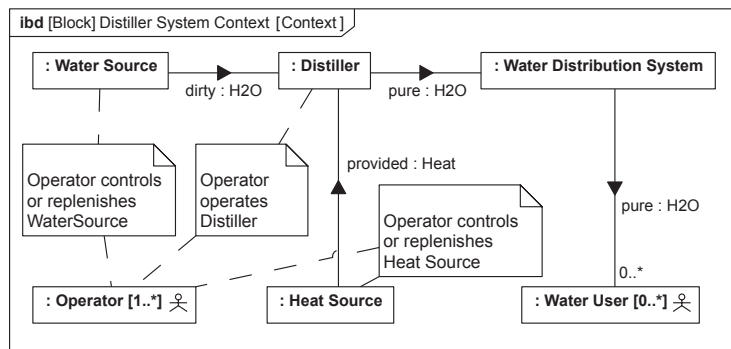 ibd [Block] Distiller System Context [Context]
: Water Source
: Distiller
: Water Distribution System
dirty : H2O
pure : H2O
Operator controls
or replenishes
WaterSource
Operator
operates
Distiller
provided : Heat
Operator controls
or replenishes
Heat Source
pure : H2O
0..*
: Operator [1..*]
: Heat Source
: Water User [0..*]